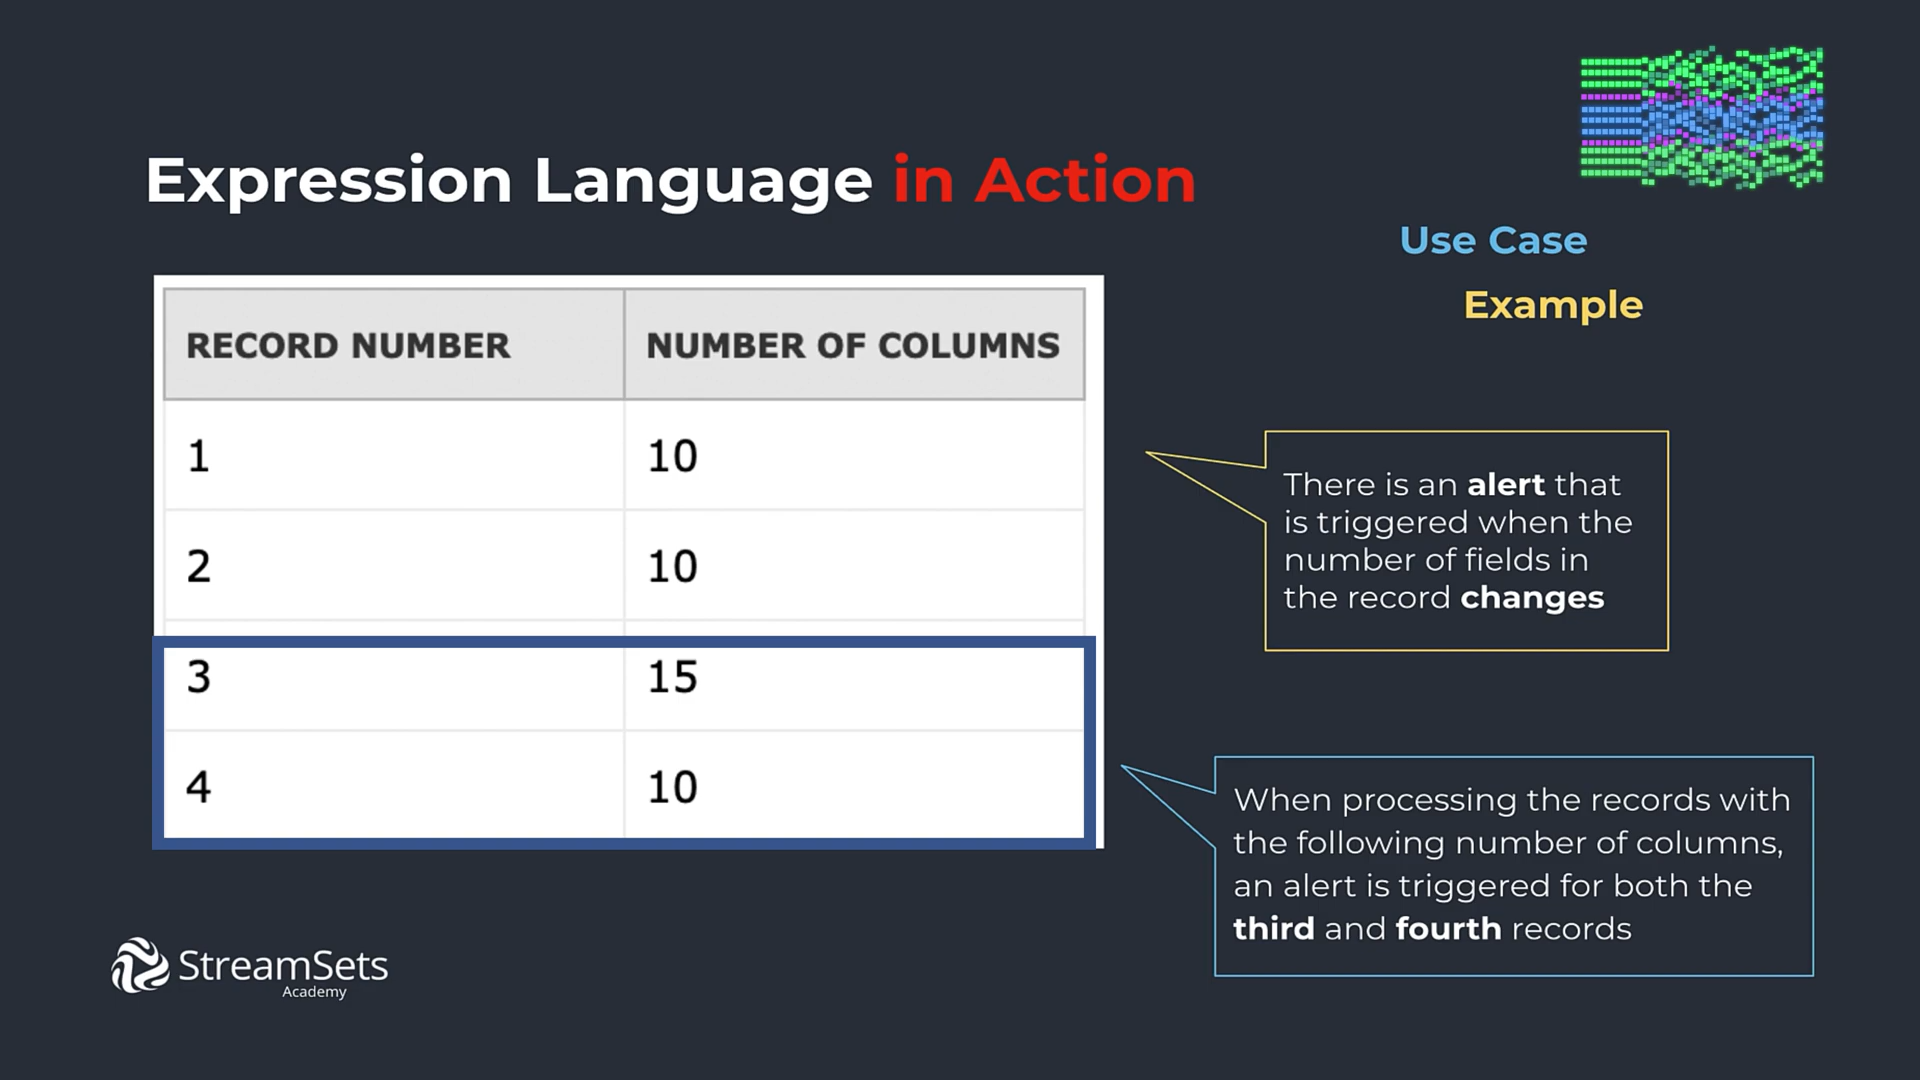 Expression Language in Action
Use Case
Example
RECORD NUMBER NUMBER OF COLUMNS
1 10
2 10
3 15
4 10
There is an alert that
is triggered when the
number of fields in
the record changes
When processing the records with
the following number of columns,
an alert is triggered for both the
third and fourth records
StreamSets
Academy